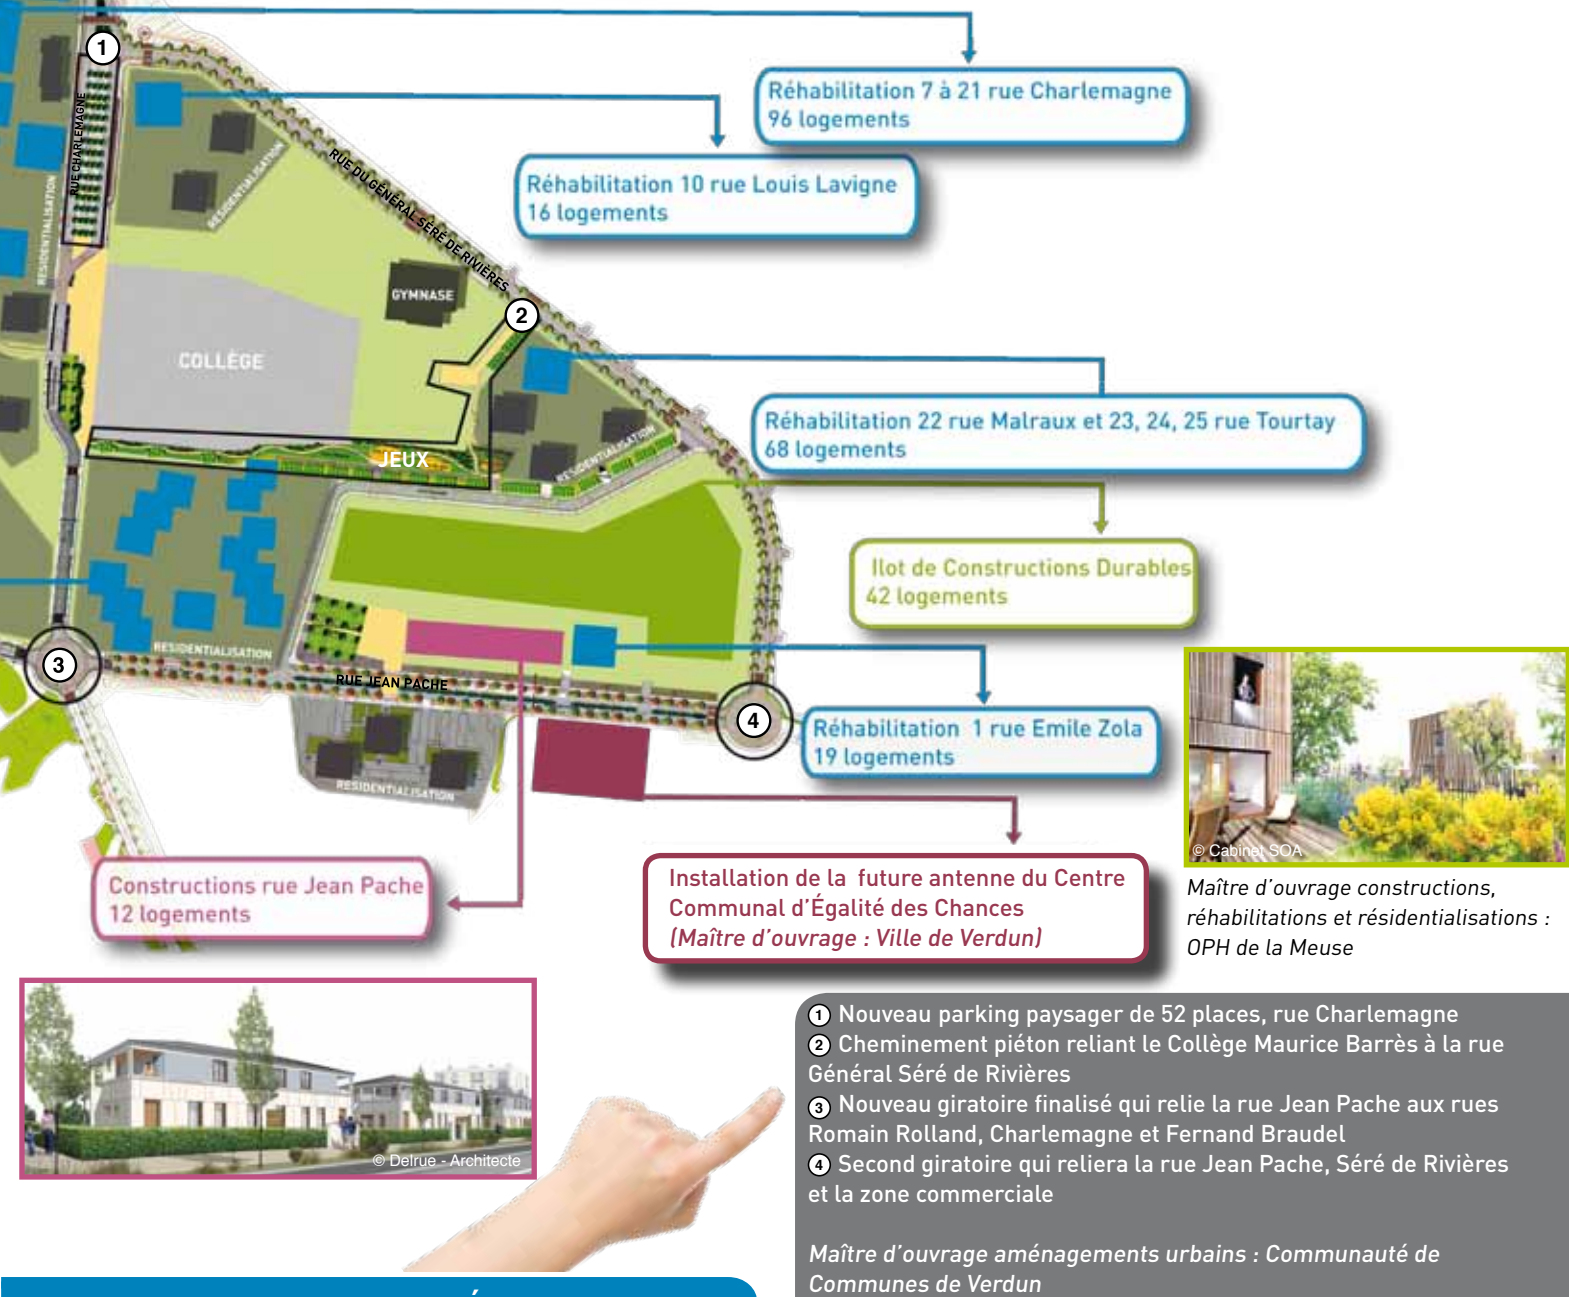 1
RUE CHARLEMAGNE
RESIDENTIALISATION
RESIDENTIALISATION
RUE DU GÉNÉRAL SÉRÉ DE RIVIÈRES
Réhabilitation 7 à 21 rue Charlemagne
96 logements
Réhabilitation 10 rue Louis Lavigne
16 logements
GYMNASE
2
COLLÈGE
Réhabilitation 22 rue Malraux et 23, 24, 25 rue Tourtay
68 logements
RESIDENTIALISATION
JEUX
Ilot de Constructions Durables
42 logements
3
RESIDENTIALISATION
RUE JEAN PACHE
4
Réhabilitation 1 rue Emile Zola
19 logements
RESIDENTIALISATION
Constructions rue Jean Pache
12 logements
Installation de la future antenne du Centre
Communal d'Égalité des Chances
(Maître d'ouvrage : Ville de Verdun)
© Cabinet SOA
Maître d'ouvrage constructions,
réhabilitations et résidentialisations :
OPH de la Meuse
© Delrue - Architecte
1 Nouveau parking paysager de 52 places, rue Charlemagne
2 Cheminement piéton reliant le Collège Maurice Barrès à la rue
Général Séré de Rivières
3 Nouveau giratoire finalisé qui relie la rue Jean Pache aux rues
Romain Rolland, Charlemagne et Fernand Braudel
4 Second giratoire qui reliera la rue Jean Pache, Séré de Rivières
et la zone commerciale
Maître d'ouvrage aménagements urbains : Communauté de
Communes de Verdun